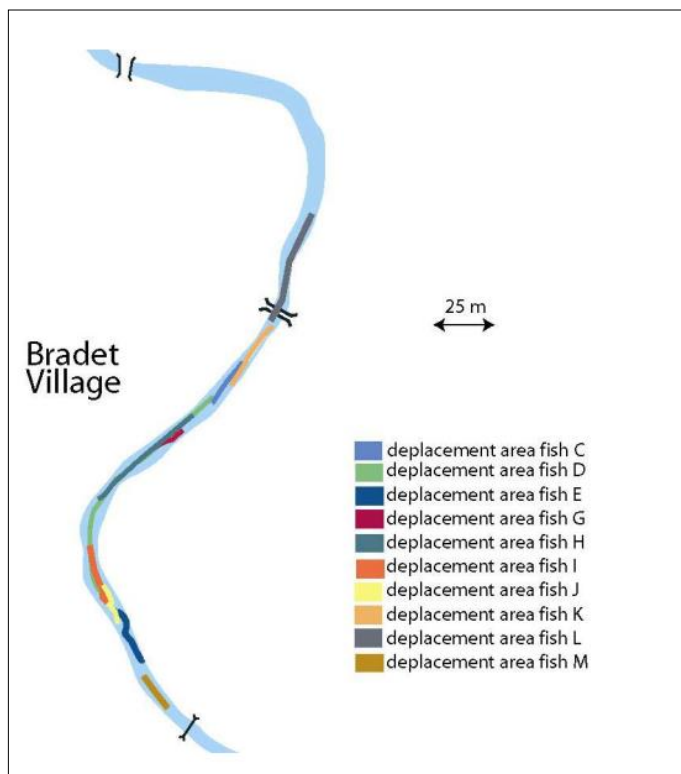 25 m
Bradet
Village
deplacement area fish C
deplacement area fish D
deplacement area fish E
deplacement area fish G
deplacement area fish H
deplacement area fish I
deplacement area fish J
deplacement area fish K
deplacement area fish L
deplacement area fish M